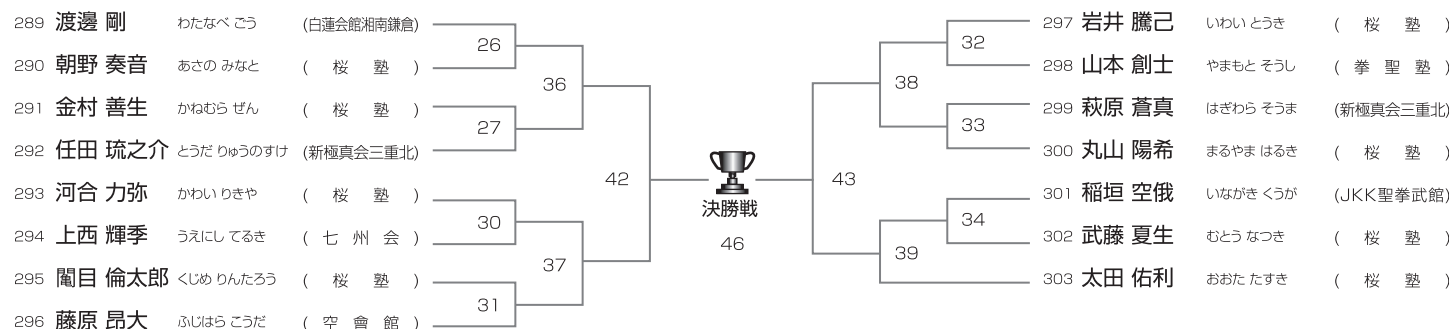 289 渡邊 剛 わたなべ ごう (白蓮会館湘南鎌倉)
290 朝野 奏音 あさの みなと ( 桜 塾 )
291 金村 善生 かねむら ぜん ( 桜 塾 )
292 任田 琉之介 とうだ りゅうのすけ (新極真会三重北)
293 河合 力弥 かわい りきや ( 桜 塾 )
294 上西 輝季 うえにし てるき ( 七 州 会 )
295 闍目 倫太郎 くじめ りんたろう ( 桜 塾 )
296 藤原 昂大 ふじはら こうだ ( 空 會 館 )
26
27
30
31
36
37
42
決勝戦
46
43
38
39
32
33
34
297 岩井 騰己 いわい とうき ( 桜 塾 )
298 山本 創士 やまもと そうし ( 拳 聖 塾 )
299 萩原 蒼真 はぎわら そうま (新極真会三重北)
300 丸山 陽希 まるやま はるき ( 桜 塾 )
301 稲垣 空俄 いながき くうが (JKK聖拳武館)
302 武藤 夏生 むとう なつき ( 桜 塾 )
303 太田 佑利 おおた たすき ( 桜 塾 )